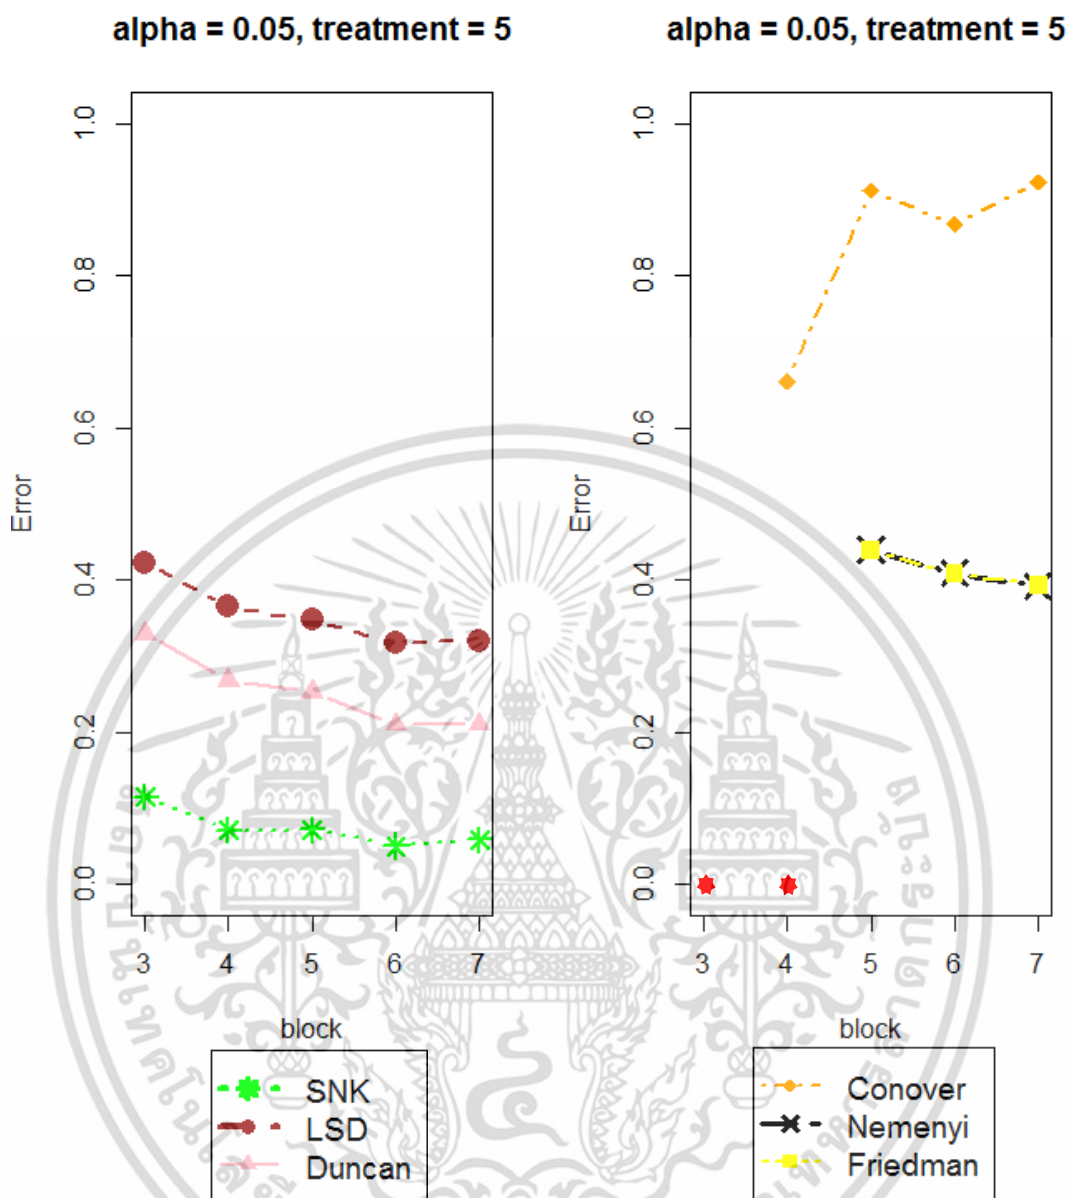 alpha = 0.05, treatment = 5
Error
1.0
0.8
0.6
0.4
0.2
0.0
3 4 5 6 7
block
SNK
LSD
Duncan
alpha = 0.05, treatment = 5
Error
1.0
0.8
0.6
0.4
0.2
0.0
3 4 5 6 7
block
Conover
Nemenyi
Friedman